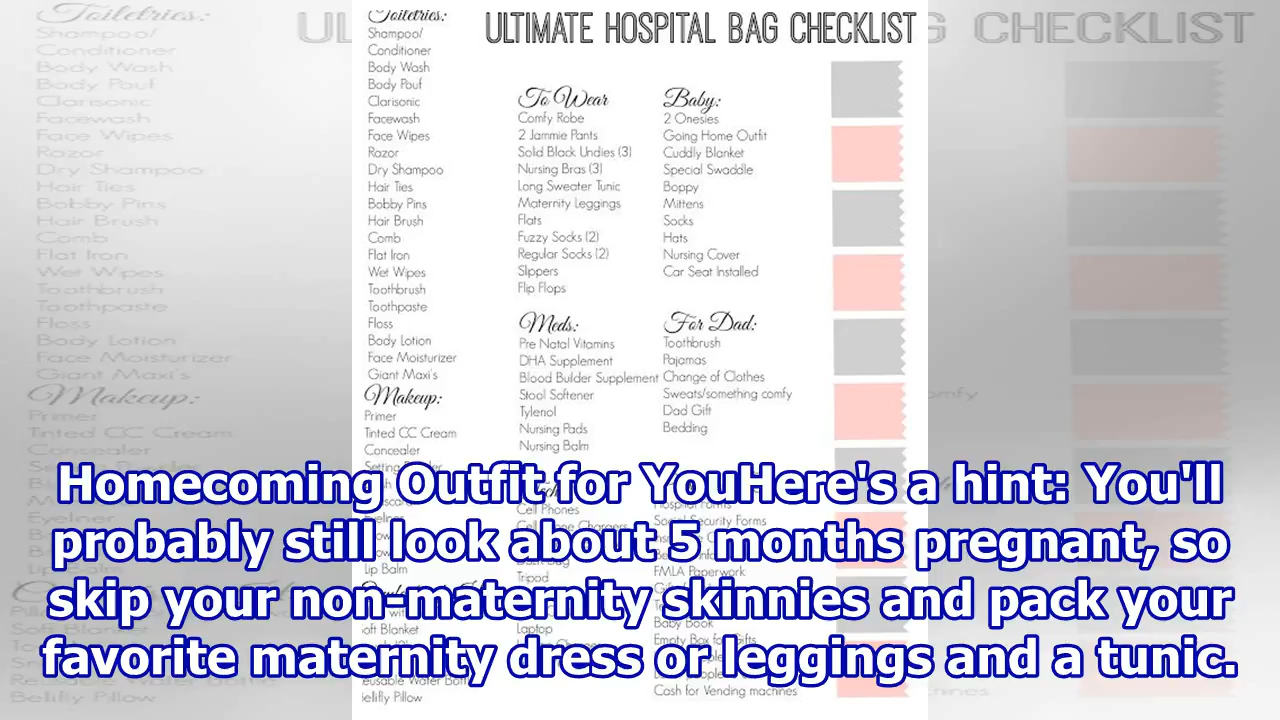 ULTIMATE HOSPITAL BAG CHECKLIST
Toiletries:
Shampoo/
Conditioner
Body Wash
Body Pouf
Clarisonic
Facewash
Face Wipes
Razor
Dry Shampoo
Hair Ties
Bobby Pins
Hair Brush
Comb
Flat Iron
Wet Wipes
Toothbrush
Toothpaste
Floss
Body Lotion
Face Moisturizer
Giant Maxi's
Makeup:
Primer
Tinted CC Cream
Concealer
Lip Balm
Soft Blanket
Reusable Water
Bellifly Pillow
To Wear
Comfy Robe
2 Jammie Pants
Solid Black Undies (3)
Nursing Bras (3)
Long Sweater Tunic
Maternity Leggings
Flats
Fuzzy Socks (2)
Regular Socks (2)
Slippers
Flip Flops
Meds:
Pre Natal Vitamins
DHA Supplement
Blood Builder Supplement
Stool Softener
Tylenol
Nursing Pads
Nursing Balm
Cell Phones
Tripod
Laptop
Baby:
2 Onesies
Going Home Outfit
Cuddly Blanket
Special Swaddle
Boppy
Mittens
Socks
Hats
Nursing Cover
Car Seat Installed
For Dad:
Toothbrush
Pajamas
Change of Clothes
Sweats/something comfy
Dad Gift
Bedding
Hospital Forms
Social Security Forms
FMLA Paperwork
Baby Book
Empty Box for Gifts
Cash for Vending machines
Homecoming Outfit for YouHere's a hint: You'll
probably still look about 5 months pregnant, so
skip your non-maternity skinnies and pack your
favorite maternity dress or leggings and a tunic.